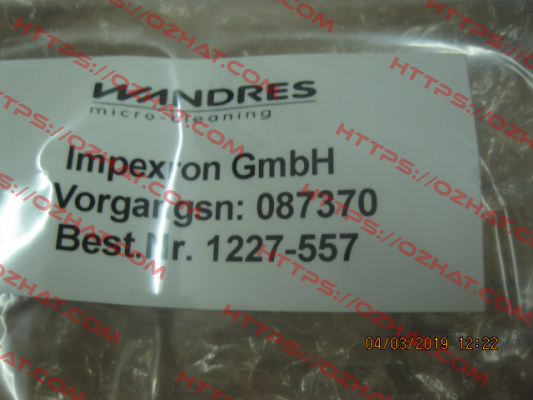 WANDRES
micro-cleaning
Impexron GmbH
Vorgangsn: 087370
Best.Nr. 1227-557
04/03/2019 12:22
HTTPS://OZHAT.COM